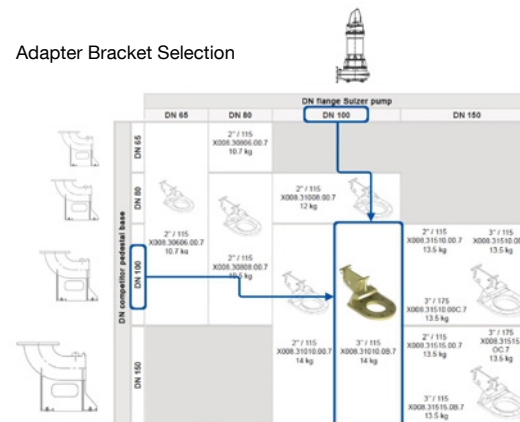 Adapter Bracket Selection
DN flange Sulzer pump
DN 65
DN 80
DN 100
DN 150
DN competitor pedestal base
DN 65
2" / 115
X008.30806.00.7
10.7 kg
DN 80
2" / 115
X008.31008.00.7
12 kg
DN 100
2" / 115
X008.30606.00.7
10.7 kg
2" / 115
X008.30808.00.7
2" / 115
X008.31510.00.7
13.5 kg
3" / 115
13.5 kg
3" / 175
X008.31510.00C.7
13.5 kg
DN 150
2" / 115
X008.31010.00.7
14 kg
3" / 115
X008.31010.0B.7
14 kg
2" / 115
X008.31515.00.7
13.5 kg
3" / 175
X008.31515
OC.7
13.5 kg
3" / 115
X008.31515.0B.7
13.5 kg